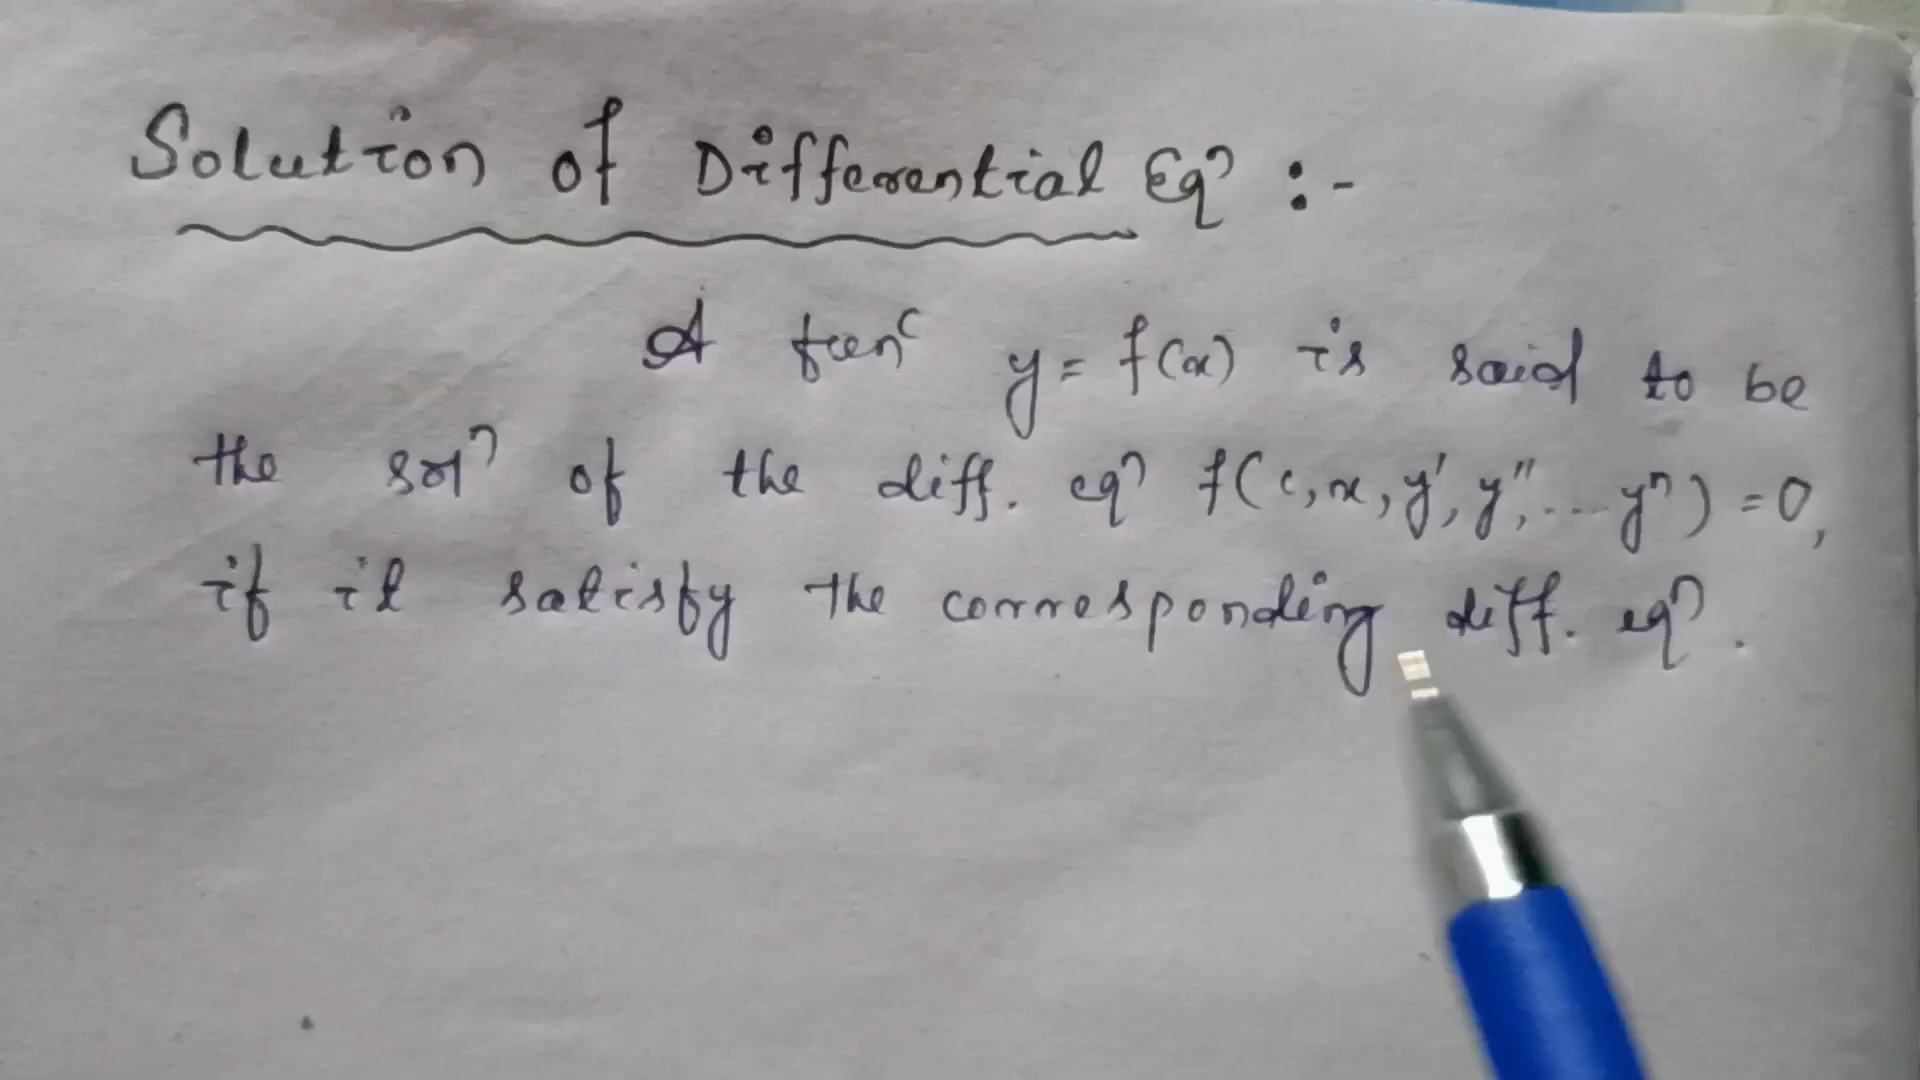 Solution of Differential Eqⁿ :-
A funᶜ y = f(x) is said to be
the solⁿ of the diff. eqⁿ f(c, x, y', y'', ... yⁿ) = 0,
if it satisfy the corresponding diff. eqⁿ.